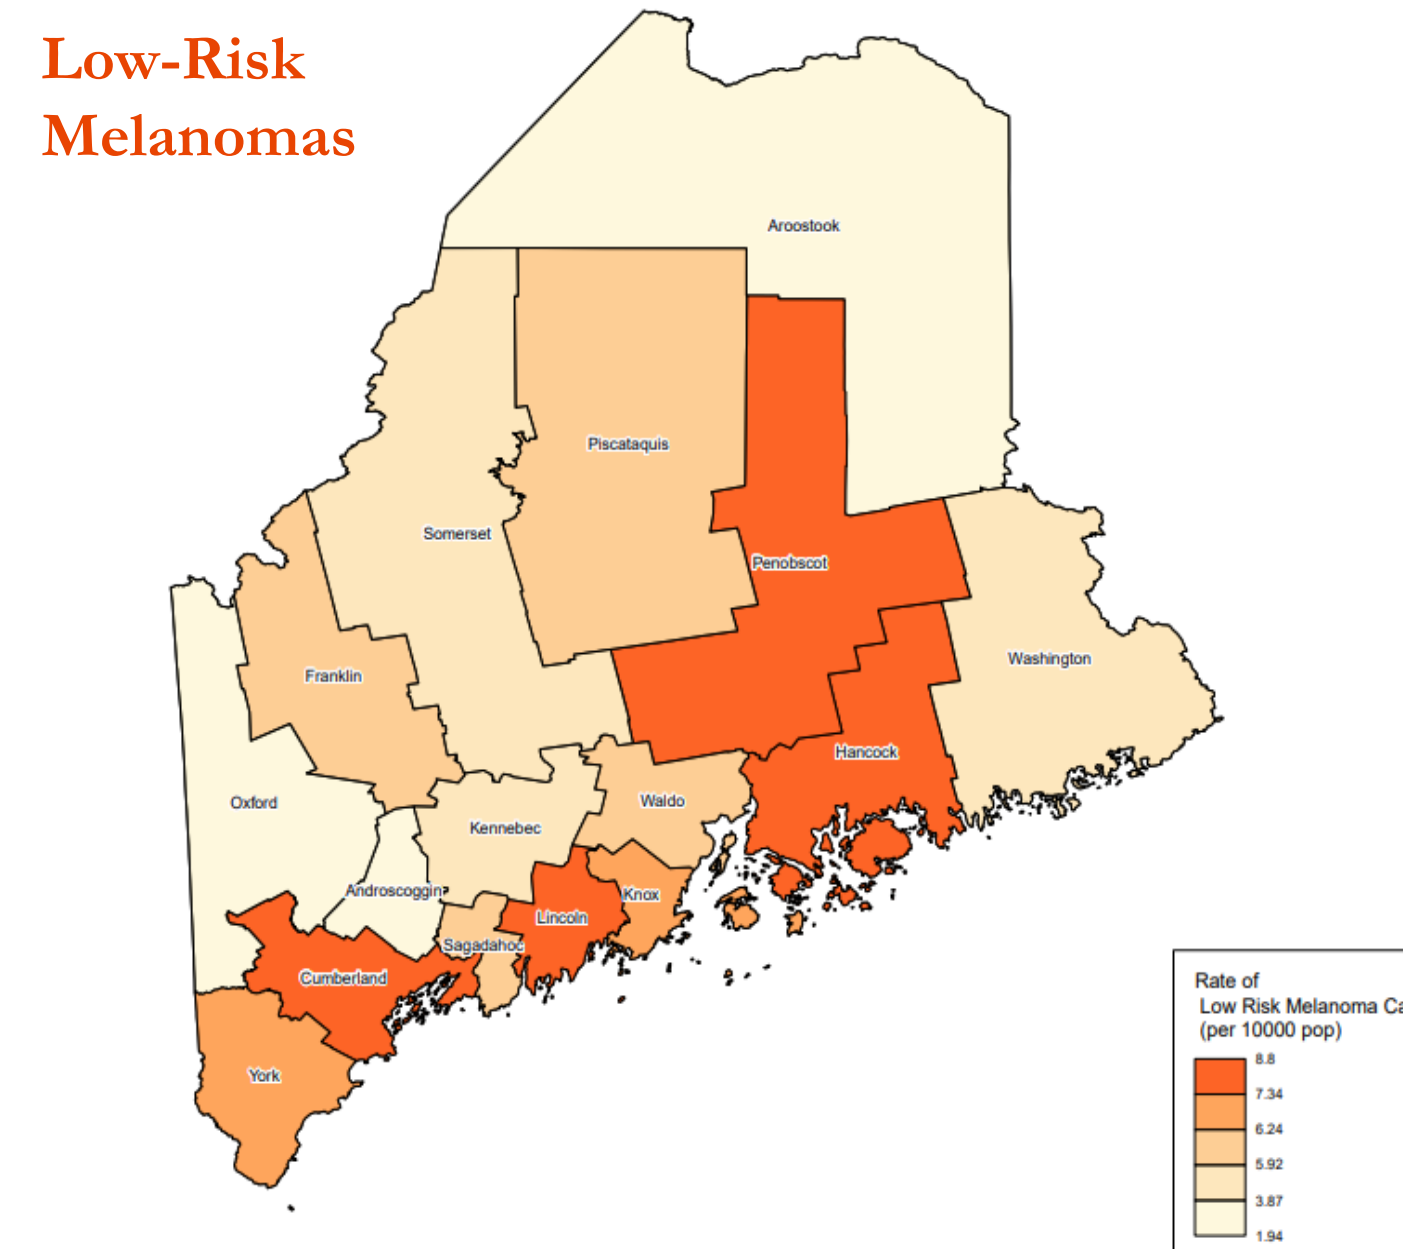 Low-Risk
Melanomas
Aroostook
Piscataquis
Somerset
Penobscot
Washington
Franklin
Hancock
Oxford
Waldo
Kennebec
Androscoggin
Knox
Lincoln
Sagadahoc
Cumberland
York
Rate of
Low Risk Melanoma Ca
(per 10000 pop)
8.8
7.34
6.24
5.92
3.87
1.94